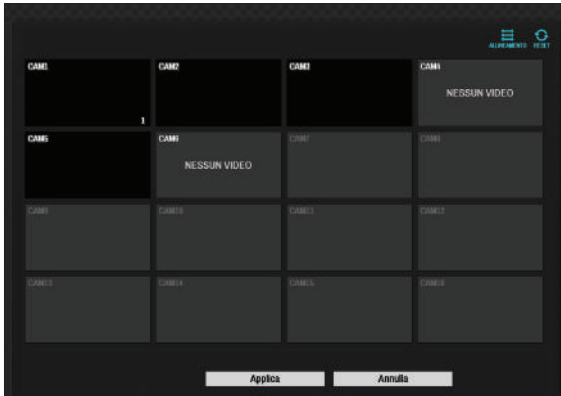 ALLINEAMENTO RESET
CAM1 CAM2 CAM3 CAM4
NESSUN VIDEO
1
CAM5 CAM6 CAM7 CAM8
NESSUN VIDEO
CAM9 CAM10 CAM11 CAM12
CAM13 CAM14 CAM15 CAM16
Applica Annulla